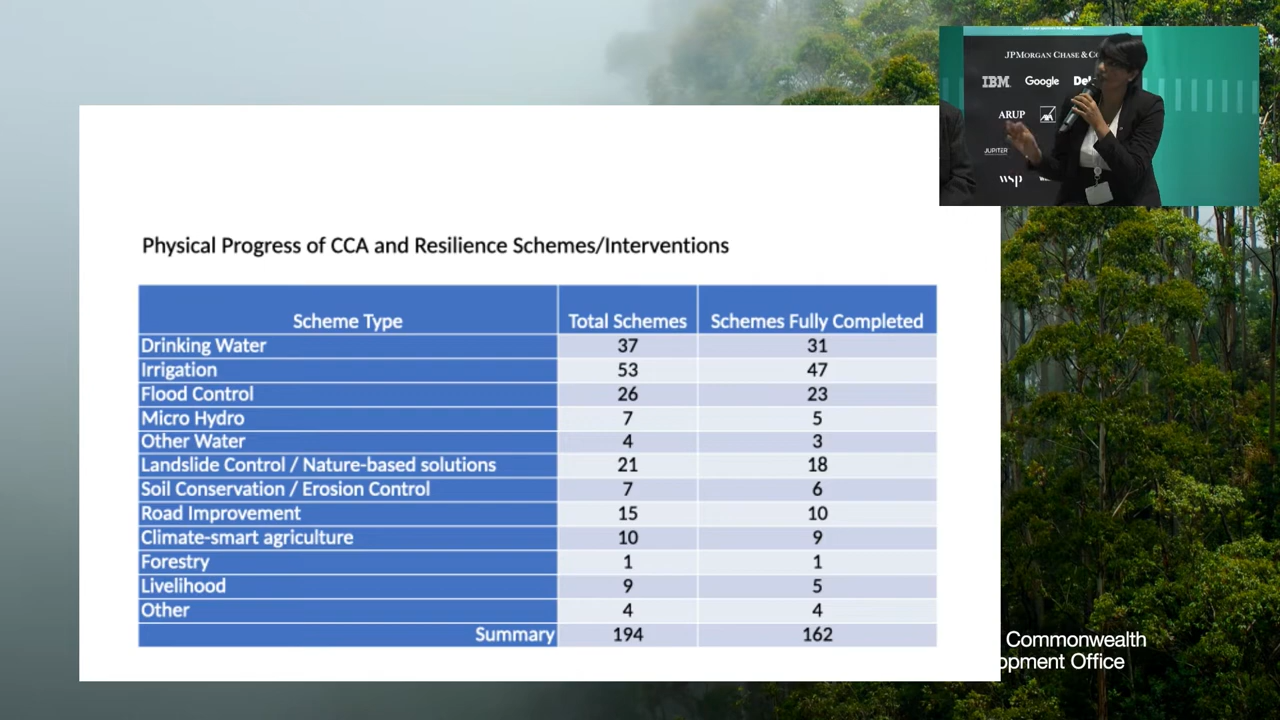 JPMORGAN CHASE & CO
IBM Google De
ARUP
JUPITER
wsp
Physical Progress of CCA and Resilience Schemes/Interventions
Scheme Type Total Schemes Schemes Fully Completed
Drinking Water 37 31
Irrigation 53 47
Flood Control 26 23
Micro Hydro 7 5
Other Water 4 3
Landslide Control / Nature-based solutions 21 18
Soil Conservation / Erosion Control 7 6
Road Improvement 15 10
Climate-smart agriculture 10 9
Forestry 1 1
Livelihood 9 5
Other 4 4
Summary 194 162
Commonwealth
opment Office